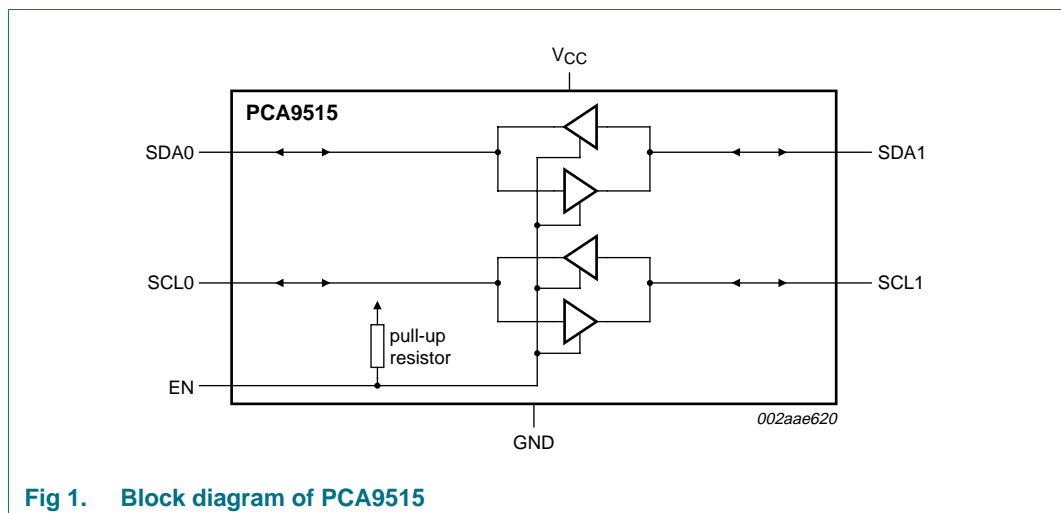 VCC
PCA9515
SDA0
SDA1
SCL0
SCL1
pull-up
resistor
EN
002aae620
GND
Fig 1. Block diagram of PCA9515